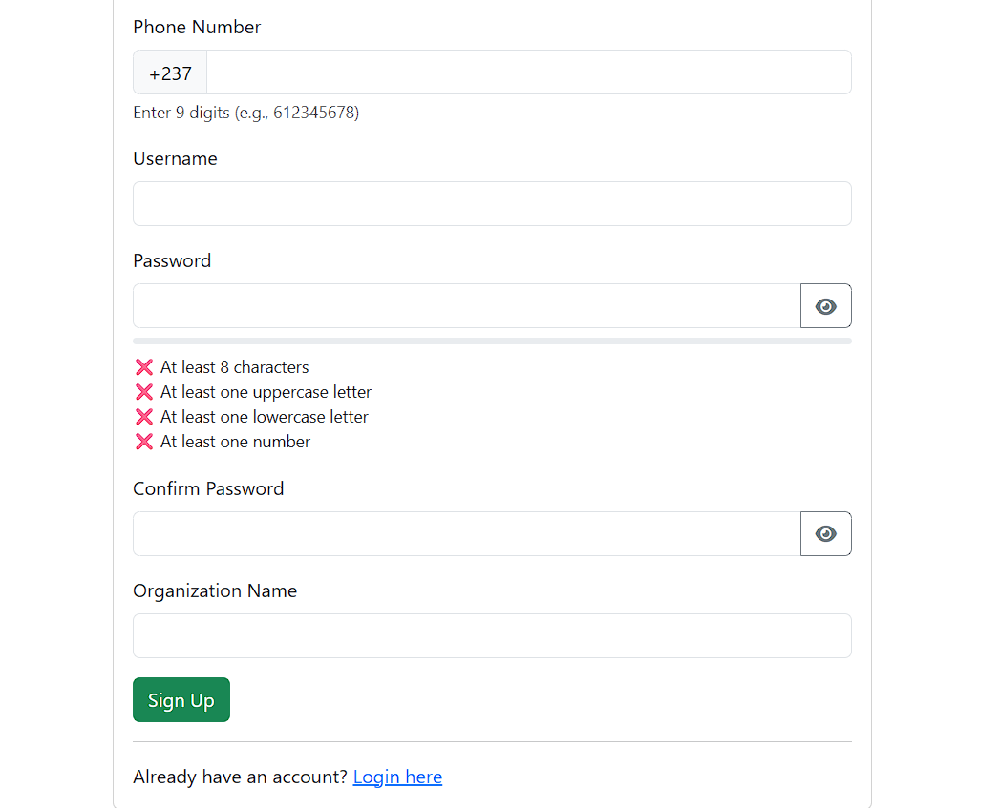 Phone Number
+237
Enter 9 digits (e.g., 612345678)
Username
Password
❌ At least 8 characters
❌ At least one uppercase letter
❌ At least one lowercase letter
❌ At least one number
Confirm Password
Organization Name
Sign Up
Already have an account? Login here